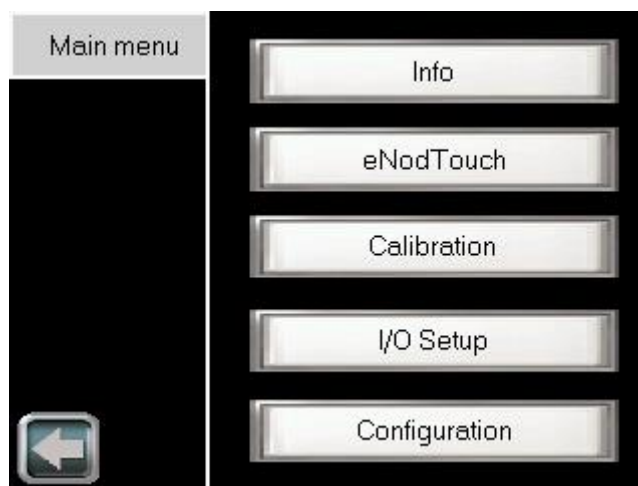 Main menu
Info
eNodTouch
Calibration
I/O Setup
Configuration